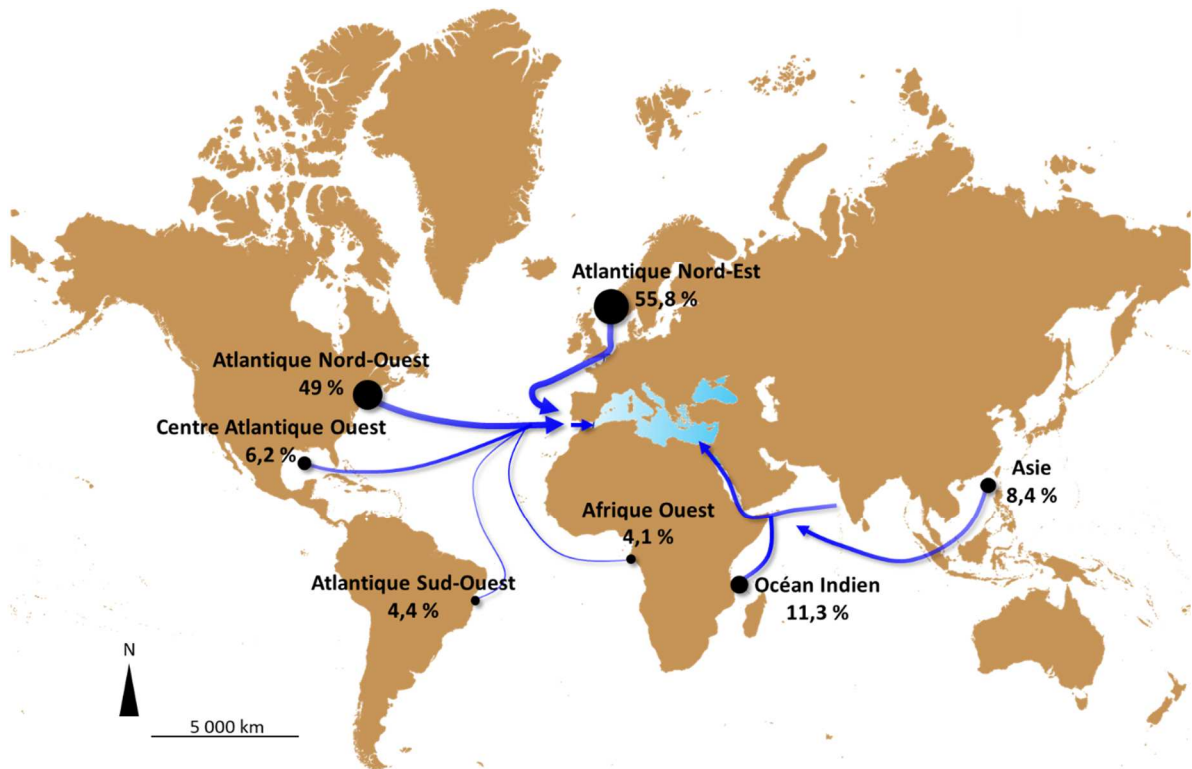 Atlantique Nord-Est
55,8 %
Atlantique Nord-Ouest
49 %
Centre Atlantique Ouest
6,2 %
Asie
8,4 %
Afrique Ouest
4,1 %
Atlantique Sud-Ouest
4,4 %
Océan Indien
11,3 %
N
5 000 km